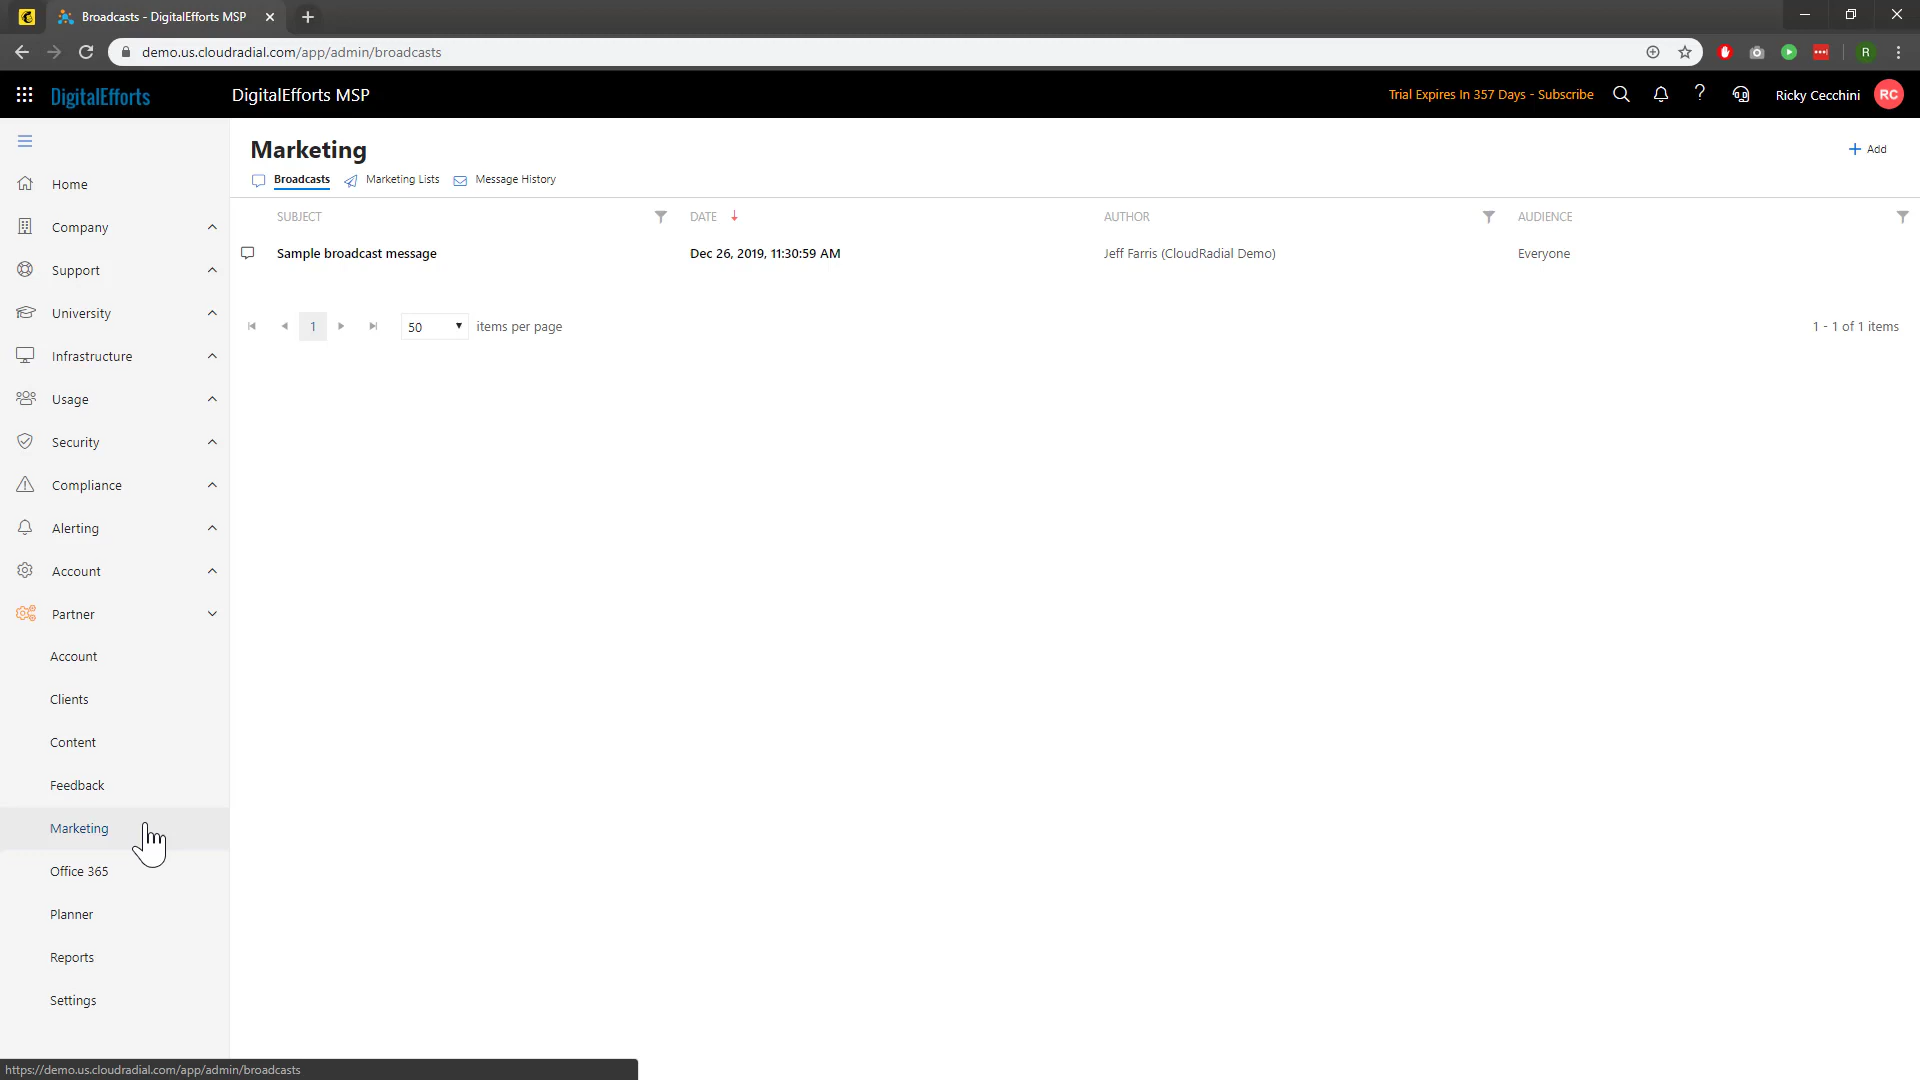 Broadcasts - DigitalEfforts MSP
demo.us.cloudradial.com/app/admin/broadcasts
R
DigitalEfforts
DigitalEfforts MSP
Trial Expires In 357 Days - Subscribe
Ricky Cecchini
RC
Marketing
Add
Broadcasts
Marketing Lists
Message History
SUBJECT
DATE
AUTHOR
AUDIENCE
Sample broadcast message
Dec 26, 2019, 11:30:59 AM
Jeff Farris (CloudRadial Demo)
Everyone
1
50
items per page
1 - 1 of 1 items
Home
Company
Support
University
Infrastructure
Usage
Security
Compliance
Alerting
Account
Partner
Account
Clients
Content
Feedback
Marketing
Office 365
Planner
Reports
Settings
https://demo.us.cloudradial.com/app/admin/broadcasts